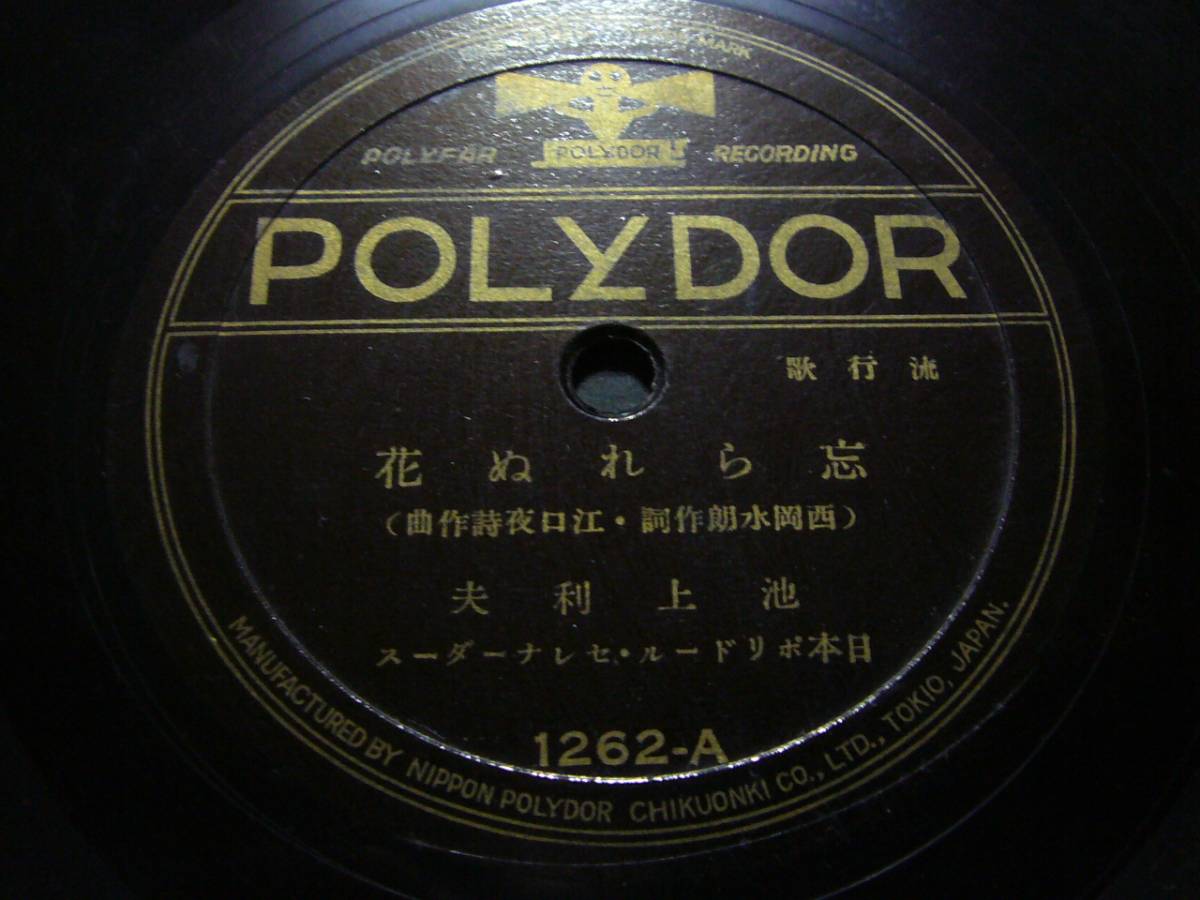 MARK
POLYFAR POLYDOR RECORDING
POLYDOR
流行歌
忘られぬ花
(西岡水朗作詞・江口夜詩作曲)
池上利夫
日本ポリドール・セレナーダース
1262-A
MANUFACTURED BY NIPPON POLYDOR CHIKUONKI CO., LTD., TOKIO, JAPAN.